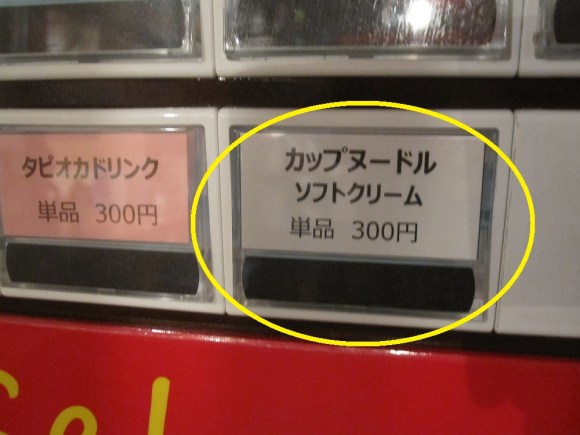 タピオカドリンク
単品 300円
カップヌードル
ソフトクリーム
単品 300円